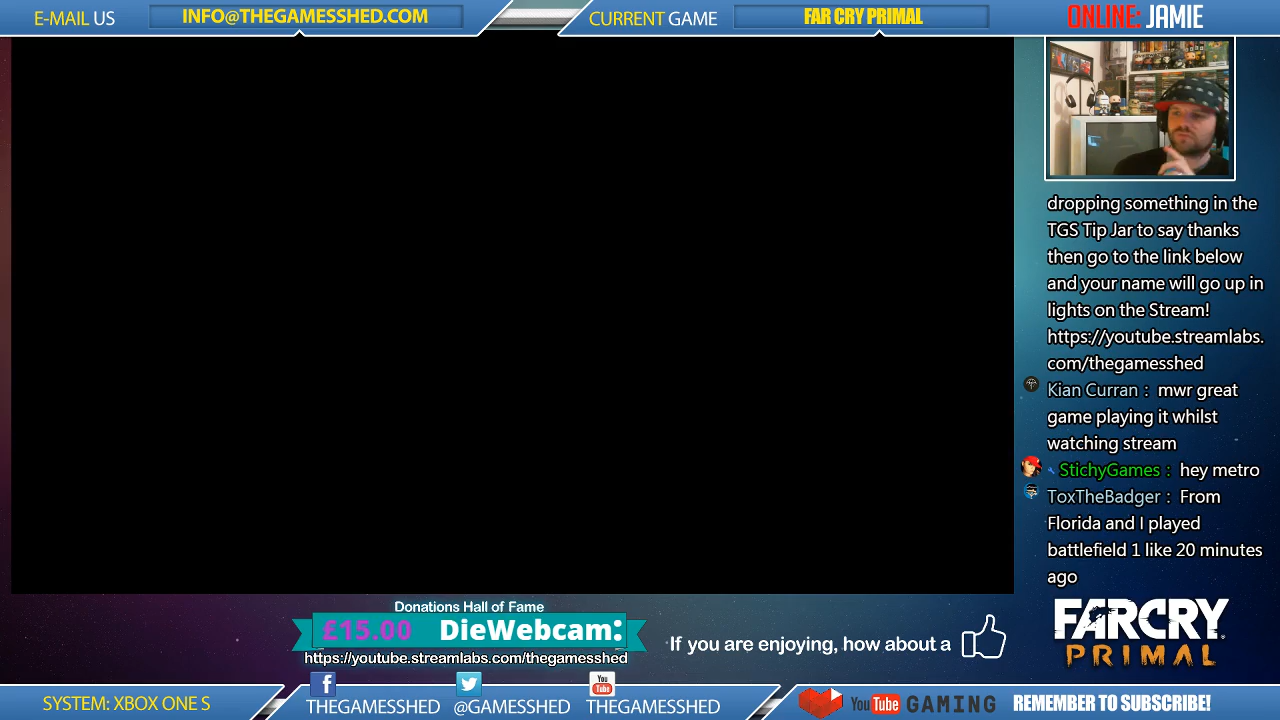 E-MAIL US
INFO@THEGAMESSHED.COM
CURRENT GAME
FAR CRY PRIMAL
ONLINE: JAMIE
dropping something in the
TGS Tip Jar to say thanks
then go to the link below
and your name will go up in
lights on the Stream!
https://youtube.streamlabs.
com/thegamesshed
Kian Curran : mwr great
game playing it whilst
watching stream
StichyGames : hey metro
ToxTheBadger : From
Florida and I played
battlefield 1 like 20 minutes
ago
Donations Hall of Fame
£15.00 DieWebcam:
https://youtube.streamlabs.com/thegamesshed
If you are enjoying, how about a
FARCRY
PRIMAL
SYSTEM: XBOX ONE S
THEGAMESSHED
@GAMESSHED
You Tube
THEGAMESSHED
YouTube GAMING
REMEMBER TO SUBSCRIBE!